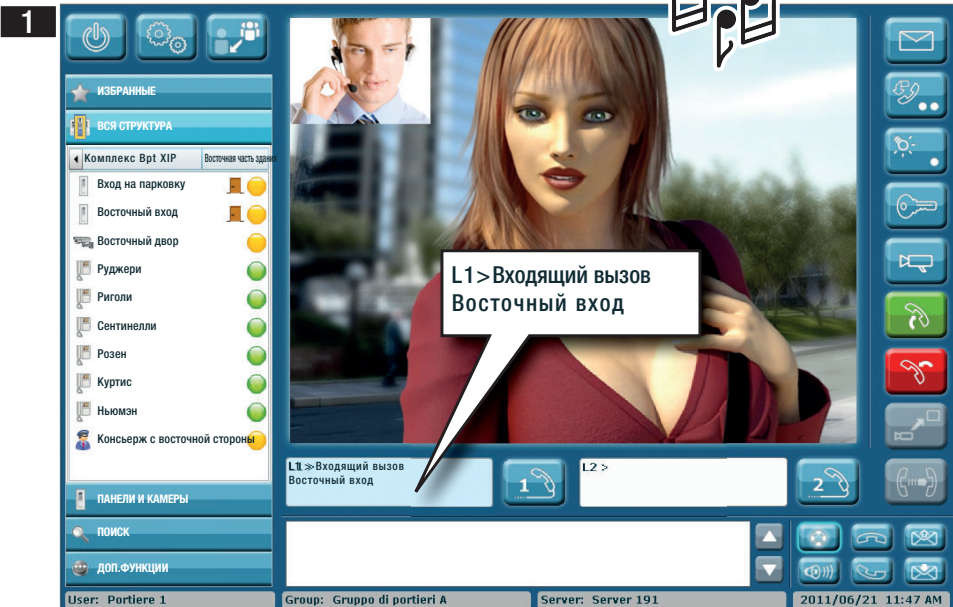 1
ИЗБРАННЫЕ
ВСЯ СТРУКТУРА
Комплекс Bpt XIP
Восточная часть здания
Вход на парковку
Восточный вход
Восточный двор
Руджери
Риголи
Сентинелли
Розен
Куртис
Ньюмэн
Консьерж с восточной стороны
ПАНЕЛИ И КАМЕРЫ
ПОИСК
ДОП.ФУНКЦИИ
L1>Входящий вызов
Восточный вход
L1>Входящий вызов
Восточный вход
1
L2 >
2
User: Portiere 1
Group: Gruppo di portieri A
Server: Server 191
2011/06/21 11:47 AM